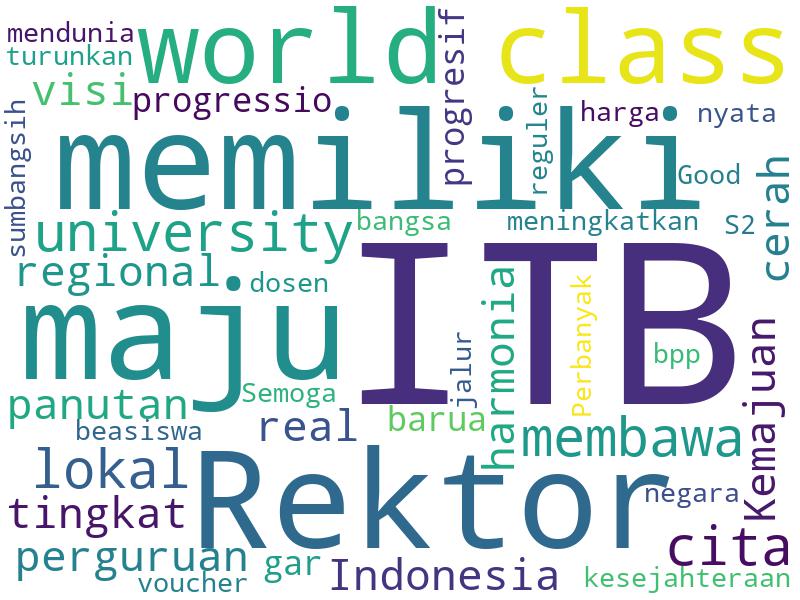 mendunia
turunkan
world
progresif
class
visi
progressio
reguler
harga
nyata
sumbangsih
memiliki
Good
cerah
university
bangsa
meningkatkan
S2
regional
dosen
ITB
harmonia
Perbanyak
maju
jalur
bpp
Kemajuan
panutan
Semoga
barua
beasiswa
real
membawa
lokal
Rektor
negara
tingkat
cita
perguruan
gar
Indonesia
voucher
kesejahteraan